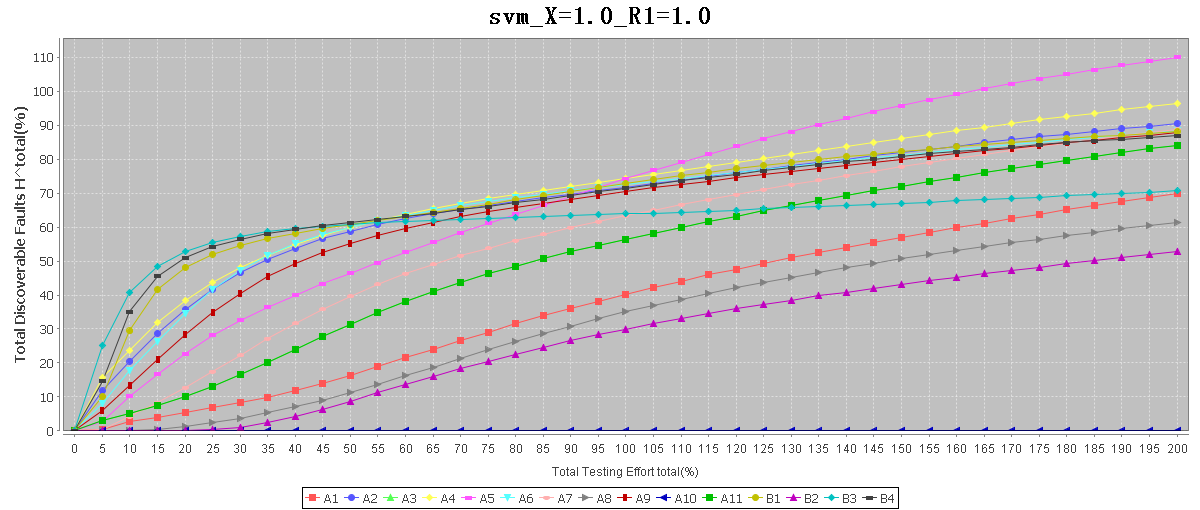 svm_X=1.0_R1=1.0
Total Discoverable Faults H^total(%)
110
100
90
80
70
60
50
40
30
20
10
0
0 5 10 15 20 25 30 35 40 45 50 55 60 65 70 75 80 85 90 95 100 105 110 115 120 125 130 135 140 145 150 155 160 165 170 175 180 185 190 195 200
Total Testing Effort total(%)
A1 A2 A3 A4 A5 A6 A7 A8 A9 A10 A11 B1 B2 B3 B4